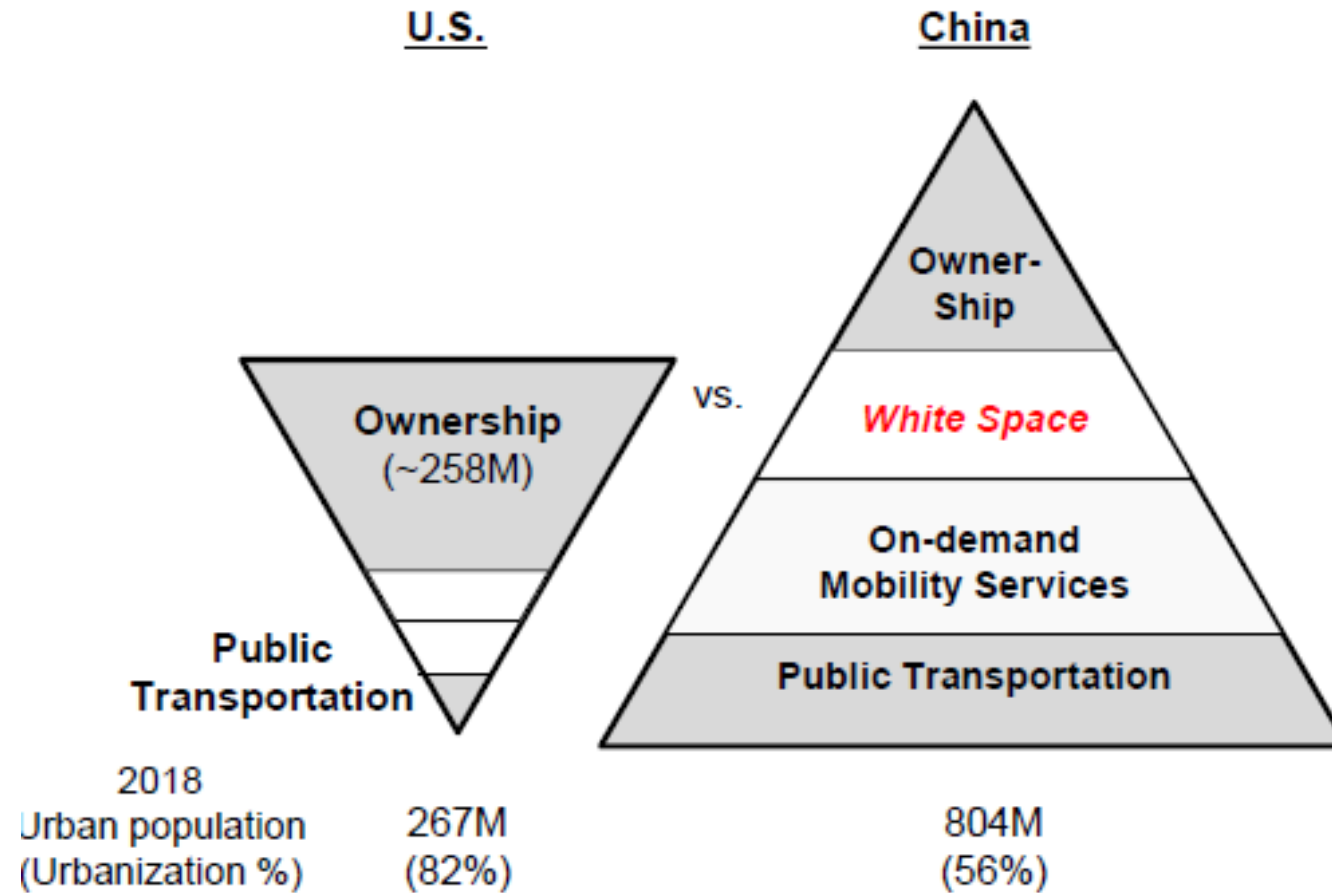 U.S.
China
Owner-
Ship
Ownership
(~258M)
vs.
White Space
On-demand
Mobility Services
Public
Transportation
Public Transportation
2018
Urban population
(Urbanization %)
267M
(82%)
804M
(56%)